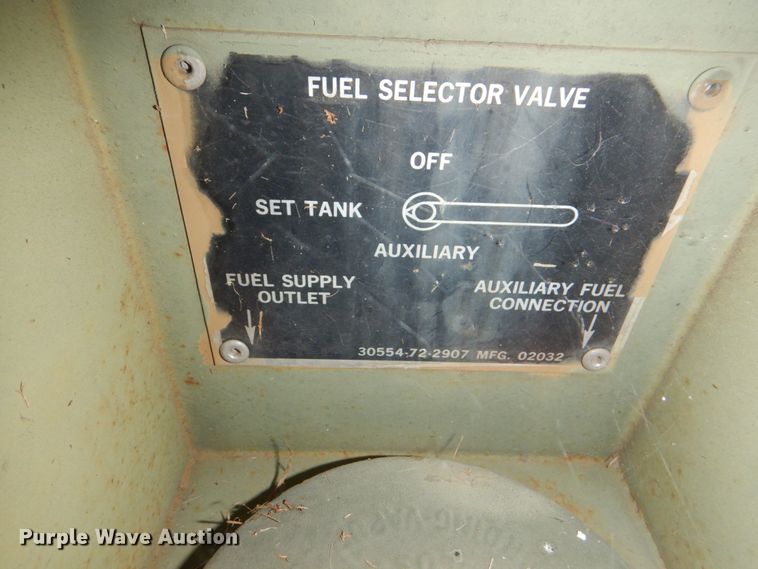 FUEL SELECTOR VALVE
OFF
SET TANK
AUXILIARY
FUEL SUPPLY
OUTLET
AUXILIARY FUEL
CONNECTION
30554-72-2907 MFG. 02032
Purple Wave Auction